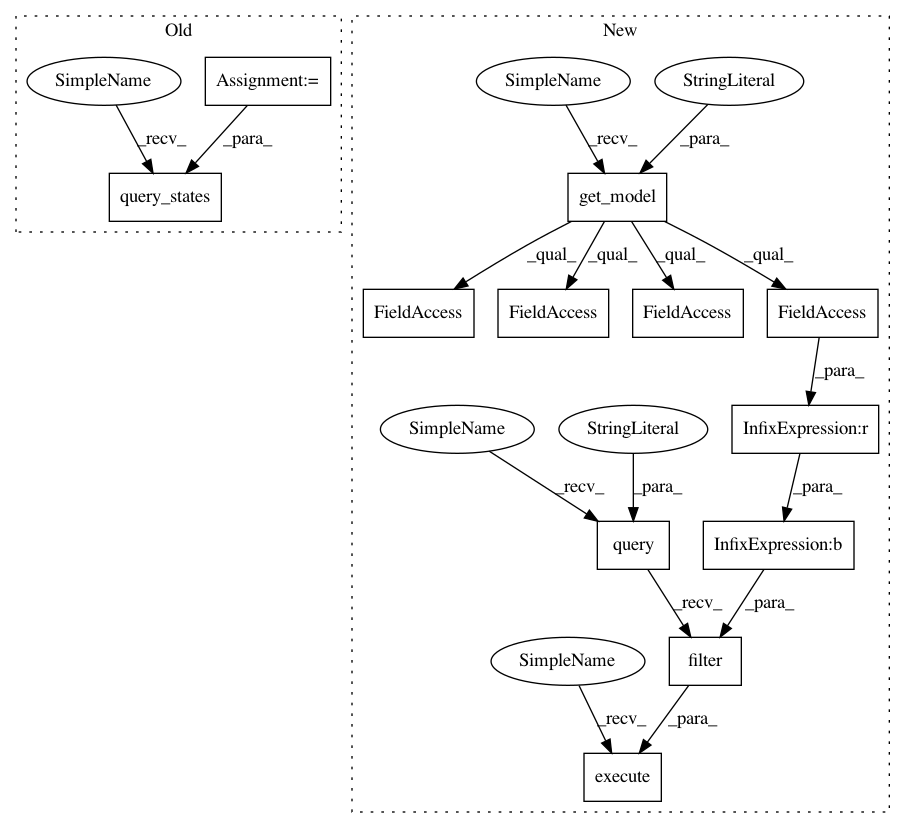 Old
New
SimpleName
Assignment:=
SimpleName
StringLiteral
_recv_
_para_
_recv_
_para_
query_states
get_model
_qual_
_qual_
_qual_
_qual_
FieldAccess
FieldAccess
FieldAccess
FieldAccess
_para_
SimpleName
StringLiteral
InfixExpression:r
_recv_
_para_
_para_
query
InfixExpression:b
_recv_
_para_
SimpleName
filter
_recv_
_para_
execute